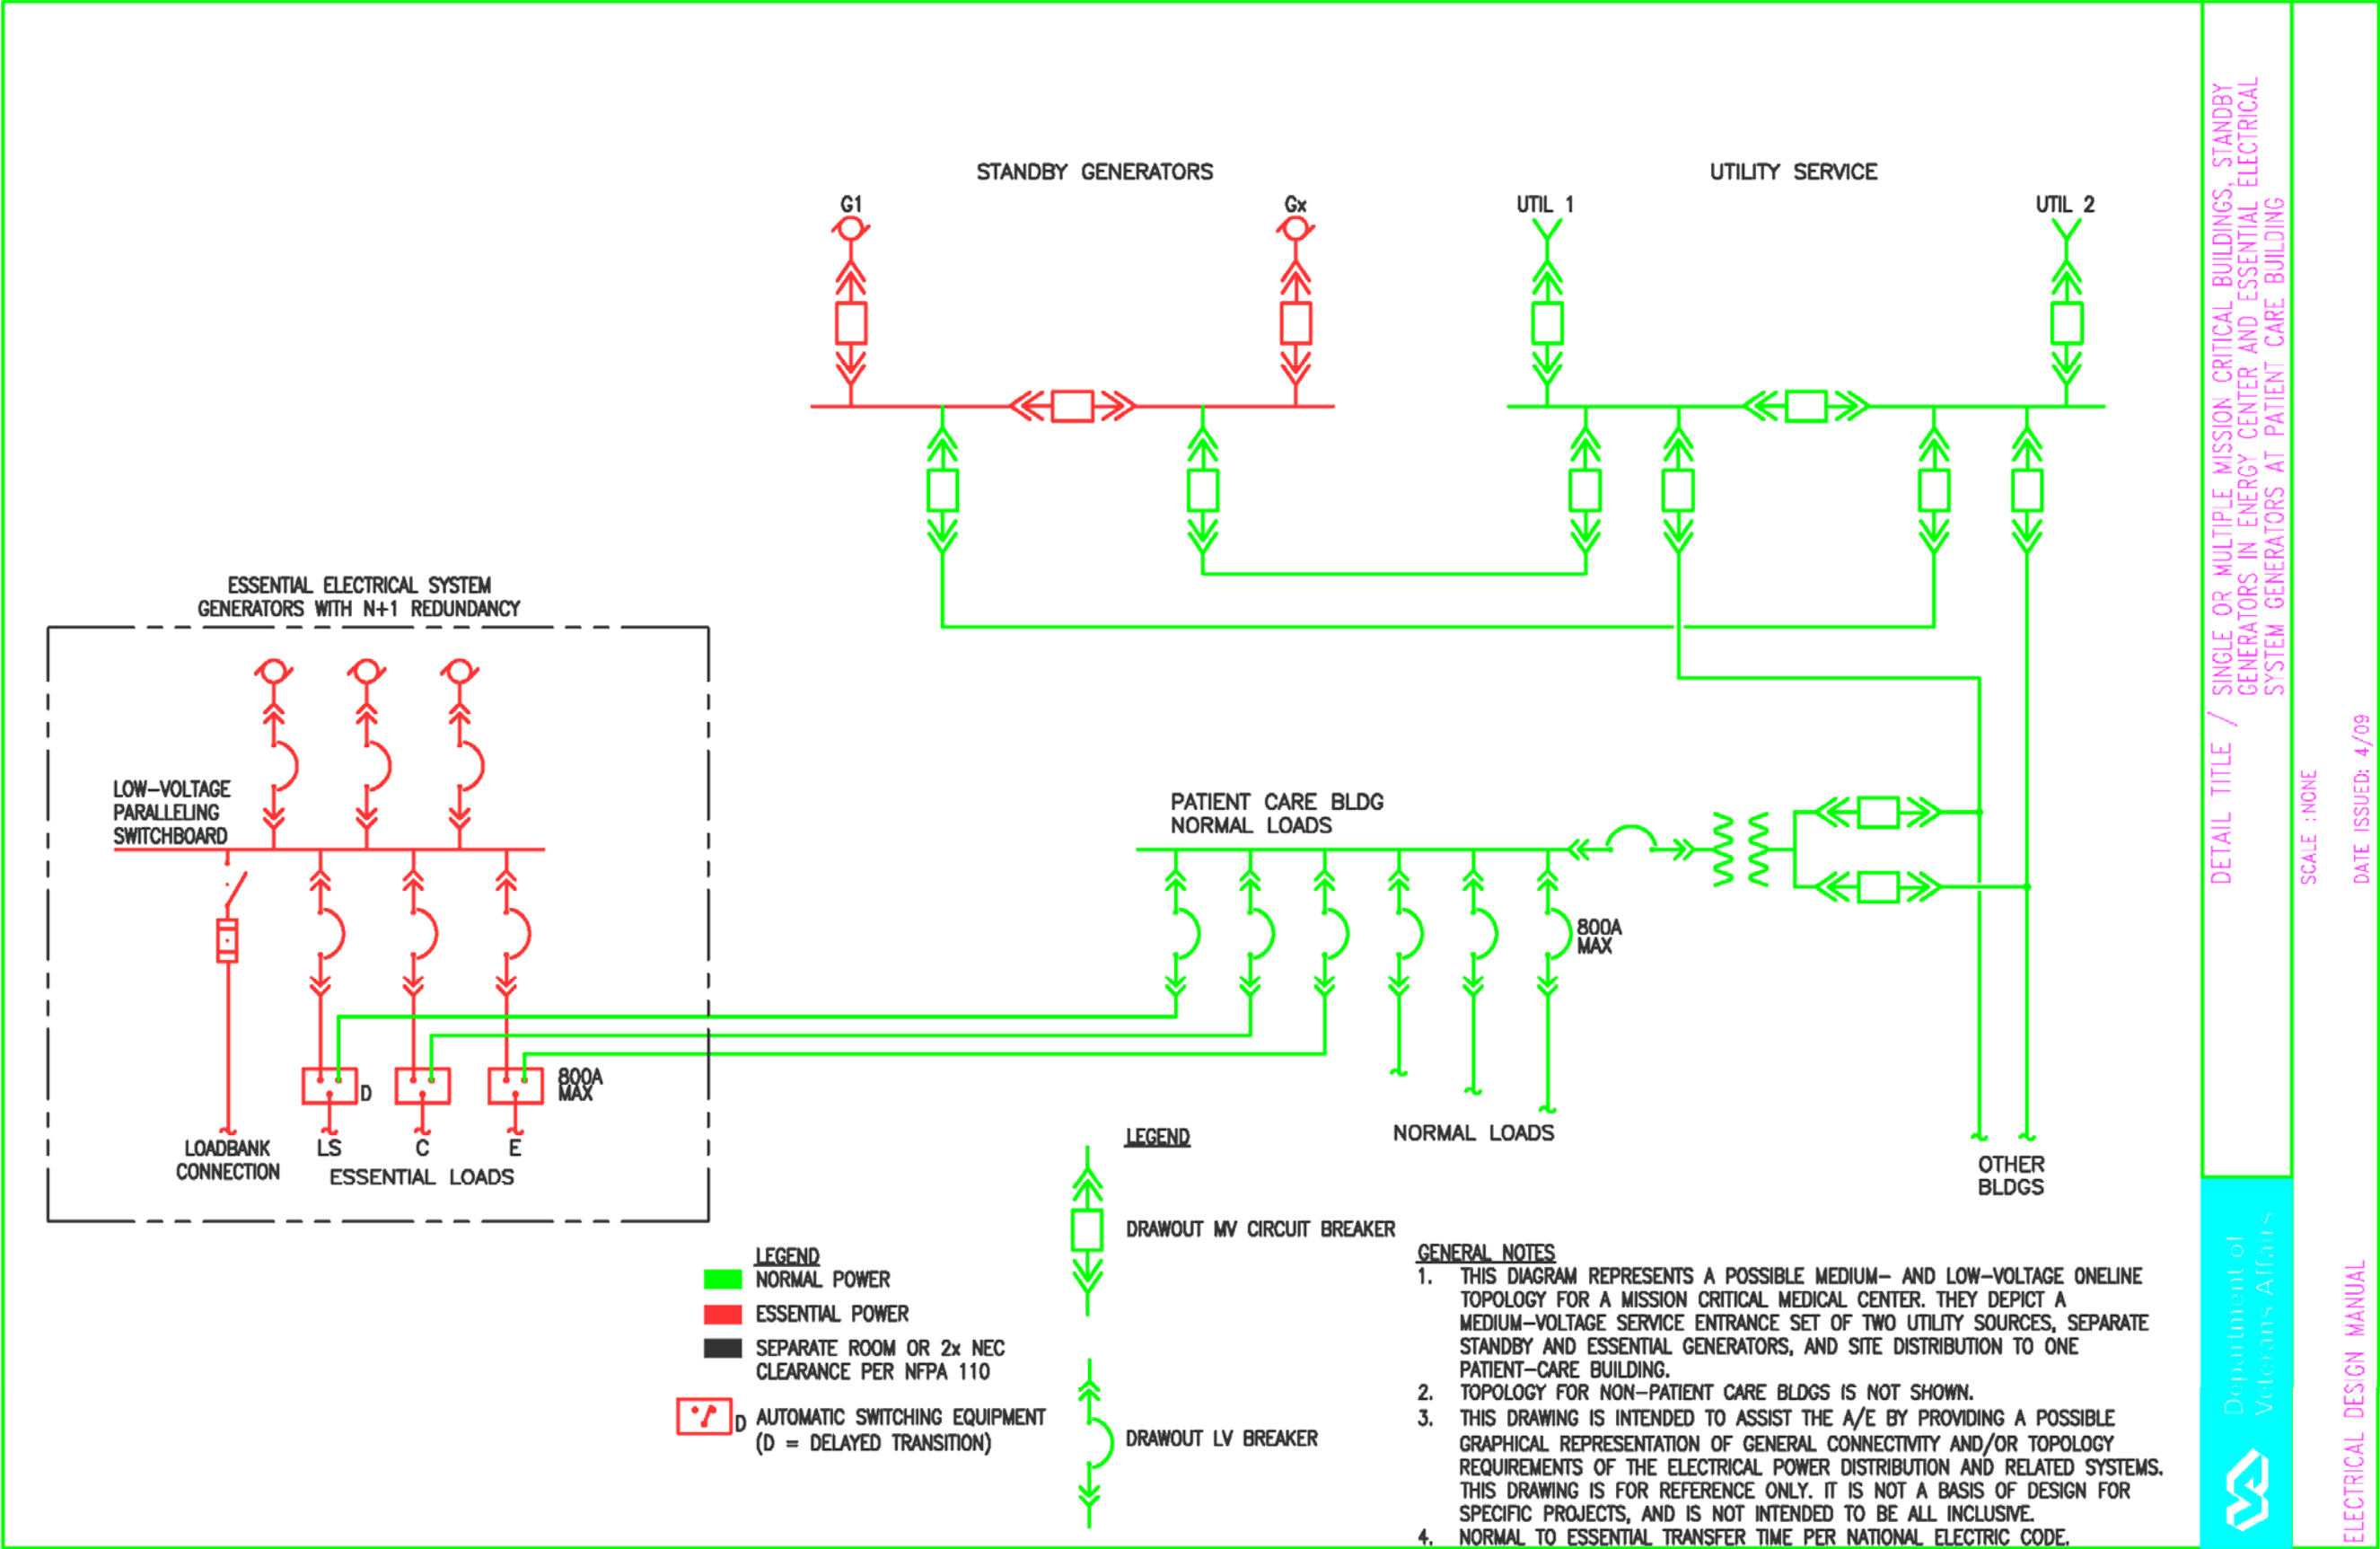 STANDBY GENERATORS
UTILITY SERVICE
G1
Gx
UTIL 1
UTIL 2
ESSENTIAL ELECTRICAL SYSTEM
GENERATORS WITH N+1 REDUNDANCY
LOW-VOLTAGE
PARALLELING
SWITCHBOARD
PATIENT CARE BLDG
NORMAL LOADS
800A
MAX
D
800A
MAX
LOADBANK
CONNECTION
LS
C
E
ESSENTIAL LOADS
NORMAL LOADS
OTHER
BLDGS
LEGEND
DRAWOUT MV CIRCUIT BREAKER
DRAWOUT LV BREAKER
LEGEND
NORMAL POWER
ESSENTIAL POWER
SEPARATE ROOM OR 2x NEC
CLEARANCE PER NFPA 110
D AUTOMATIC SWITCHING EQUIPMENT
(D = DELAYED TRANSITION)
GENERAL NOTES
1. THIS DIAGRAM REPRESENTS A POSSIBLE MEDIUM- AND LOW-VOLTAGE ONELINE
TOPOLOGY FOR A MISSION CRITICAL MEDICAL CENTER. THEY DEPICT A
MEDIUM-VOLTAGE SERVICE ENTRANCE SET OF TWO UTILITY SOURCES, SEPARATE
STANDBY AND ESSENTIAL GENERATORS, AND SITE DISTRIBUTION TO ONE
PATIENT-CARE BUILDING.
2. TOPOLOGY FOR NON-PATIENT CARE BLDGS IS NOT SHOWN.
3. THIS DRAWING IS INTENDED TO ASSIST THE A/E BY PROVIDING A POSSIBLE
GRAPHICAL REPRESENTATION OF GENERAL CONNECTIVITY AND/OR TOPOLOGY
REQUIREMENTS OF THE ELECTRICAL POWER DISTRIBUTION AND RELATED SYSTEMS.
THIS DRAWING IS FOR REFERENCE ONLY. IT IS NOT A BASIS OF DESIGN FOR
SPECIFIC PROJECTS, AND IS NOT INTENDED TO BE ALL INCLUSIVE.
4. NORMAL TO ESSENTIAL TRANSFER TIME PER NATIONAL ELECTRIC CODE.
DETAIL TITLE / SINGLE OR MULTIPLE MISSION CRITICAL BUILDINGS, STANDBY
GENERATORS IN ENERGY CENTER AND ESSENTIAL ELECTRICAL
SYSTEM GENERATORS AT PATIENT CARE BUILDING
SCALE :NONE
DATE ISSUED: 4/09
Department of
Veterans Affairs
ELECTRICAL DESIGN MANUAL